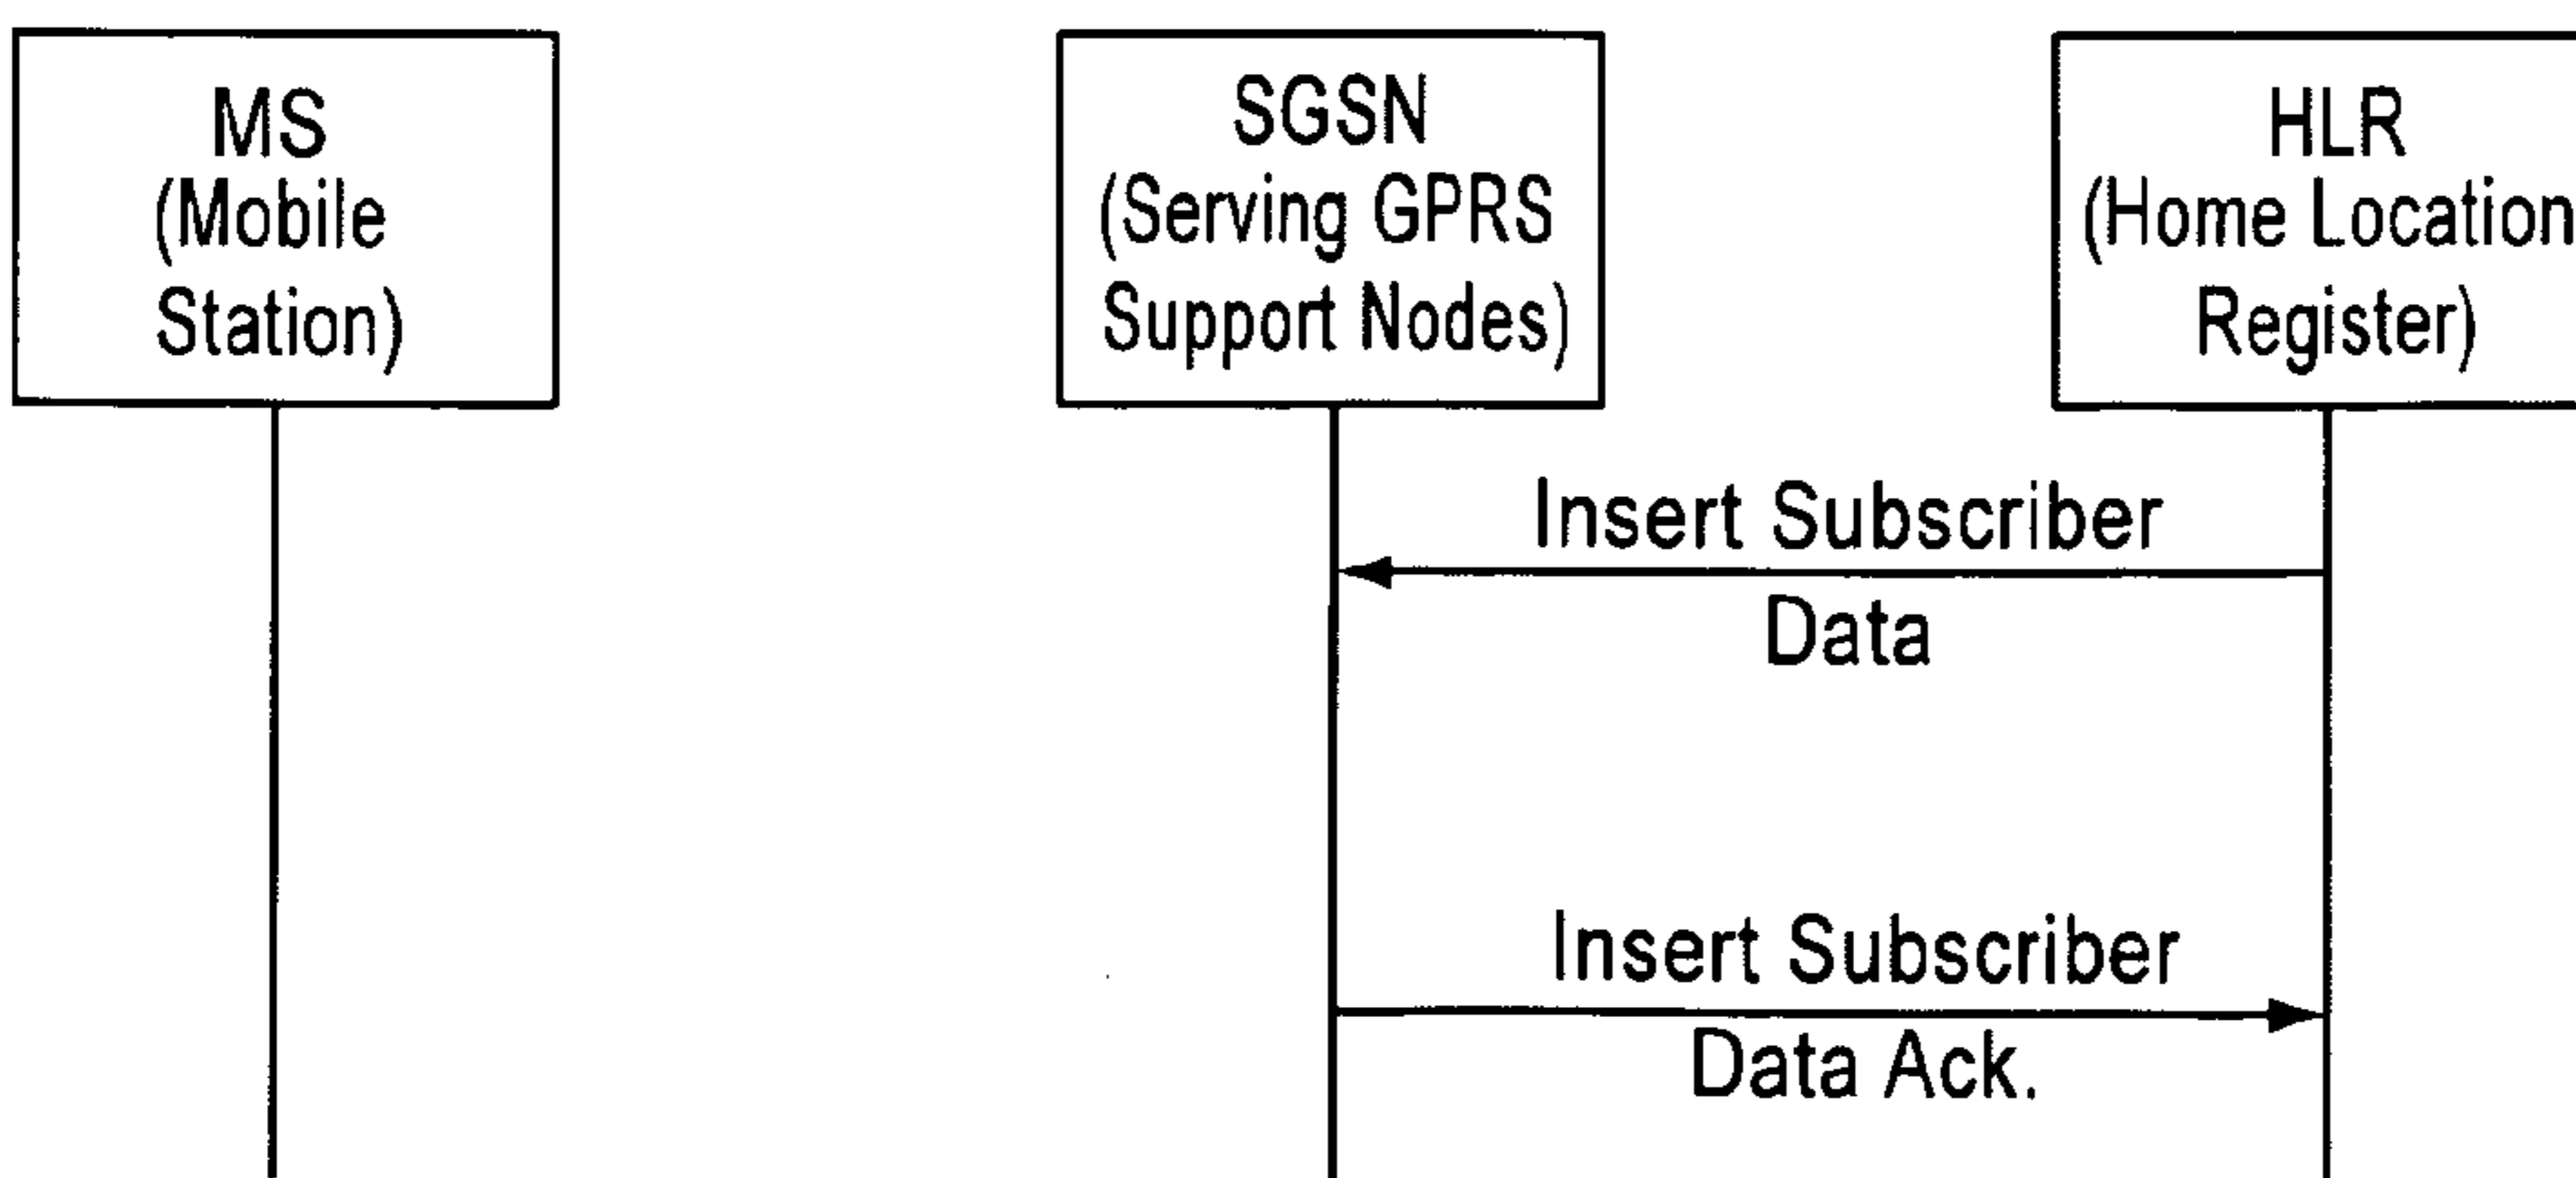 MS
(Mobile
Station)
SGSN
(Serving GPRS
Support Nodes)
HLR
(Home Location
Register)
Insert Subscriber
Data
Insert Subscriber
Data Ack.